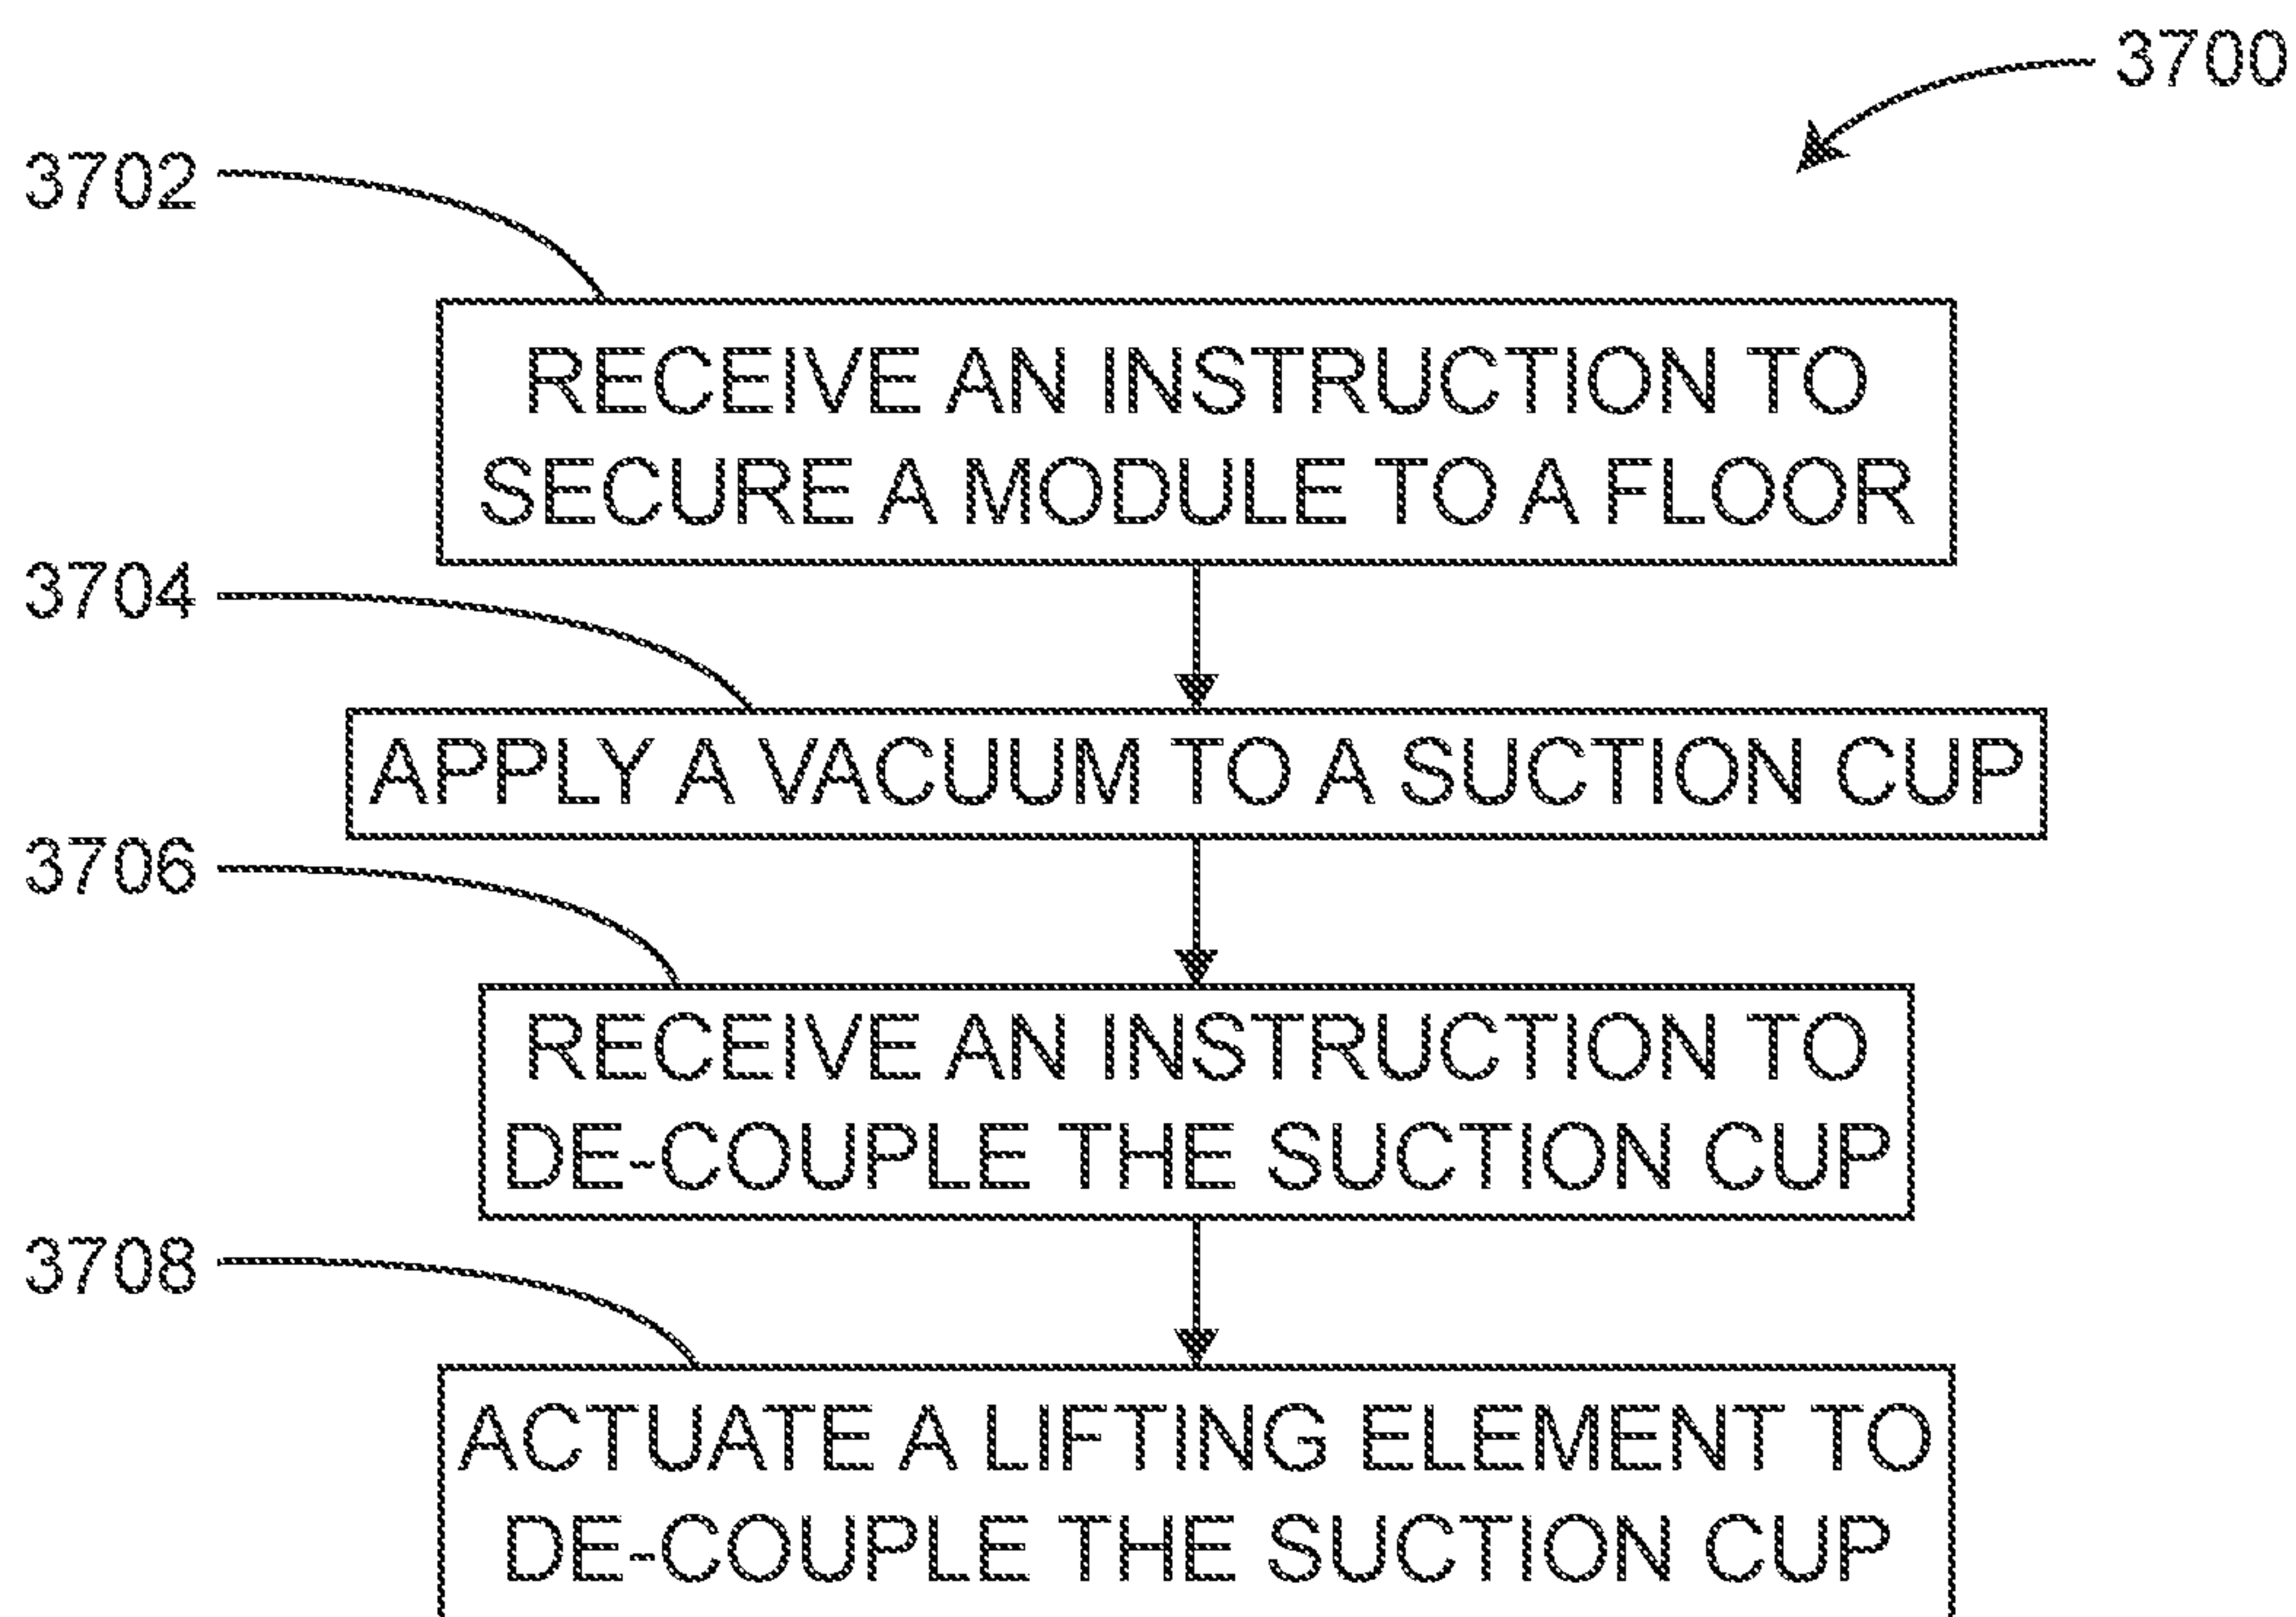 3700
3702
RECEIVE AN INSTRUCTION TO
SECURE A MODULE TO A FLOOR
3704
APPLY A VACUUM TO A SUCTION CUP
3706
RECEIVE AN INSTRUCTION TO
DE-COUPLE THE SUCTION CUP
3708
ACTUATE A LIFTING ELEMENT TO
DE-COUPLE THE SUCTION CUP